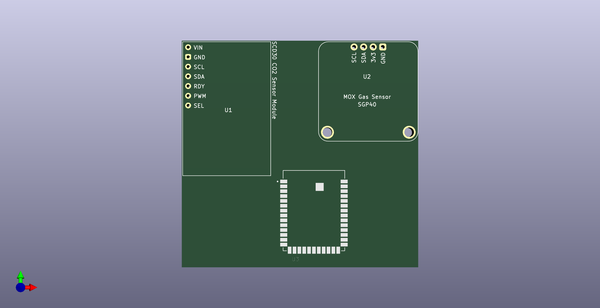 VIN
GND
SCL
SDA
RDY
PWM
SEL
U1
SCD30 CO2 Sensor Module
SCL
SDA
3v3
GND
U2
MOX Gas Sensor
SGP40